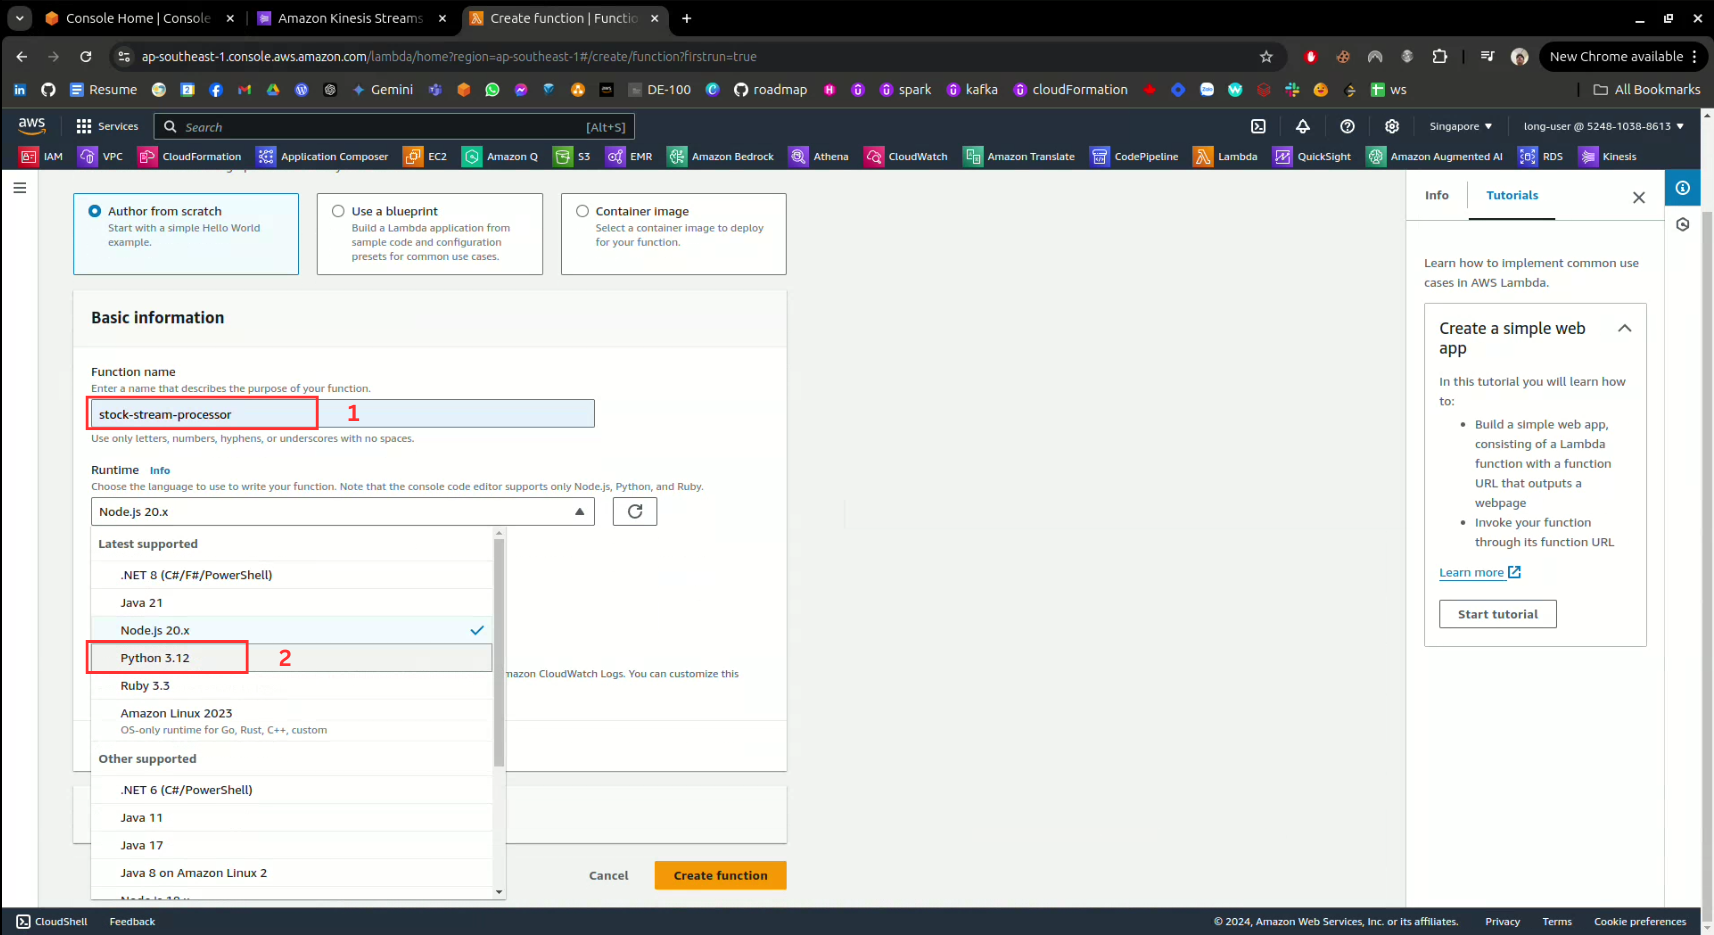 Console Home | Console
Amazon Kinesis Streams
Create function | Functio
ap-southeast-1.console.aws.amazon.com/lambda/home?region=ap-southeast-1#/create/function?firstrun=true
New Chrome available
Resume
Gemini
DE-100
roadmap
spark
kafka
cloudFormation
ws
All Bookmarks
aws
Services
Search
[Alt+S]
Singapore
long-user @ 5248-1038-8613
IAM
VPC
CloudFormation
Application Composer
EC2
Amazon Q
S3
EMR
Amazon Bedrock
Athena
CloudWatch
Amazon Translate
CodePipeline
Lambda
QuickSight
Amazon Augmented AI
RDS
Kinesis
Author from scratch
Start with a simple Hello World
example.
Use a blueprint
Build a Lambda application from
sample code and configuration
presets for common use cases.
Container image
Select a container image to deploy
for your function.
Basic information
Function name
Enter a name that describes the purpose of your function.
stock-stream-processor
1
Use only letters, numbers, hyphens, or underscores with no spaces.
Runtime Info
Choose the language to use to write your function. Note that the console code editor supports only Node.js, Python, and Ruby.
Node.js 20.x
Latest supported
.NET 8 (C#/F#/PowerShell)
Java 21
Node.js 20.x
Python 3.12
2
Ruby 3.3
Amazon Linux 2023
OS-only runtime for Go, Rust, C++, custom
Other supported
.NET 6 (C#/PowerShell)
Java 11
Java 17
Java 8 on Amazon Linux 2
mazon CloudWatch Logs. You can customize this
Cancel
Create function
Info
Tutorials
Learn how to implement common use
cases in AWS Lambda.
Create a simple web
app
In this tutorial you will learn how
to:
• Build a simple web app,
consisting of a Lambda
function with a function
URL that outputs a
webpage
• Invoke your function
through its function URL
Learn more
Start tutorial
CloudShell
Feedback
© 2024, Amazon Web Services, Inc. or its affiliates.
Privacy
Terms
Cookie preferences